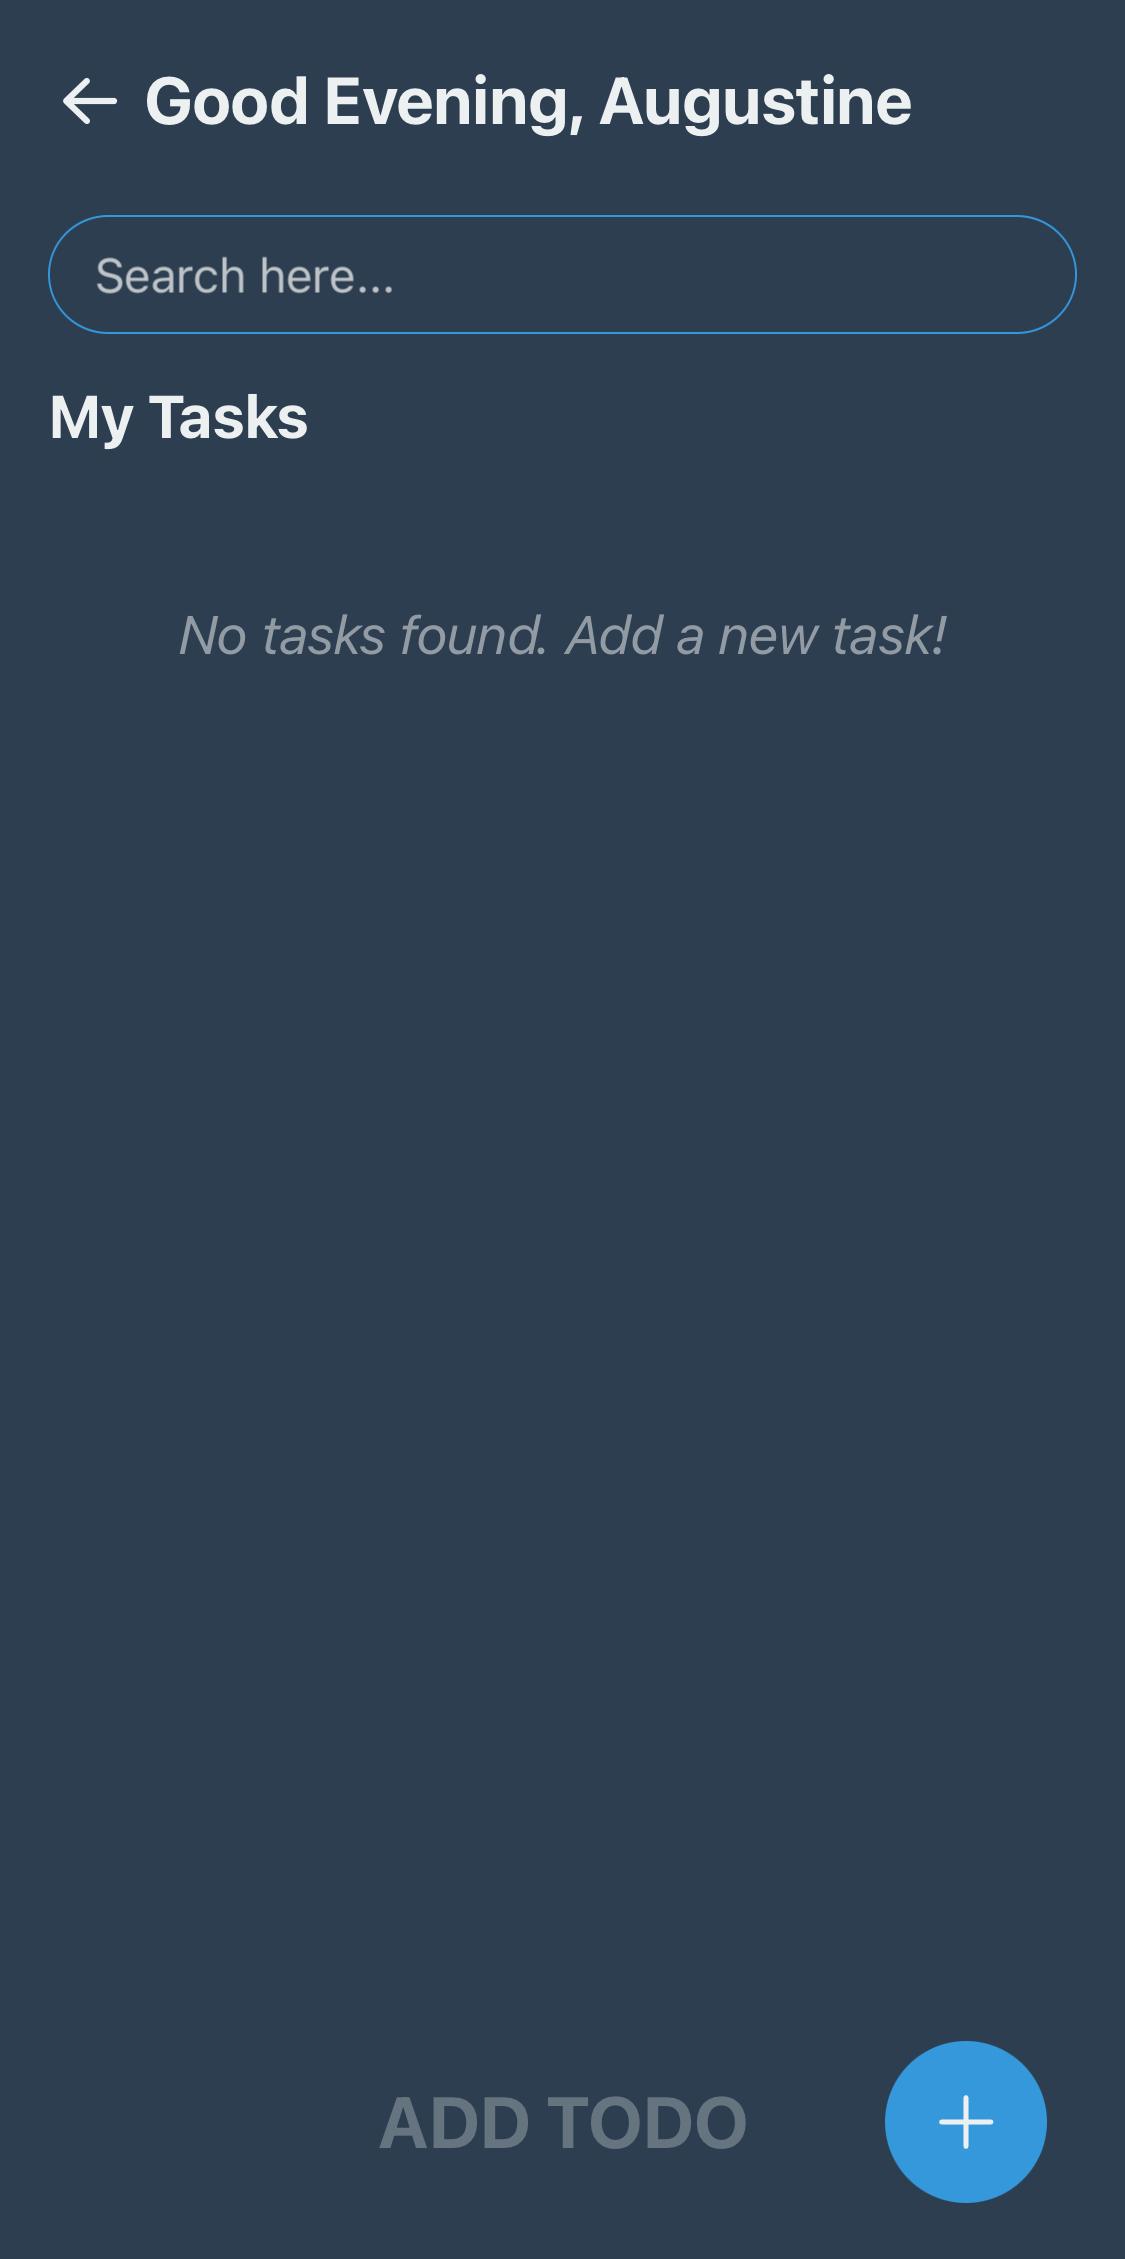 Good Evening, Augustine
Search here...
My Tasks
No tasks found. Add a new task!
ADD TODO